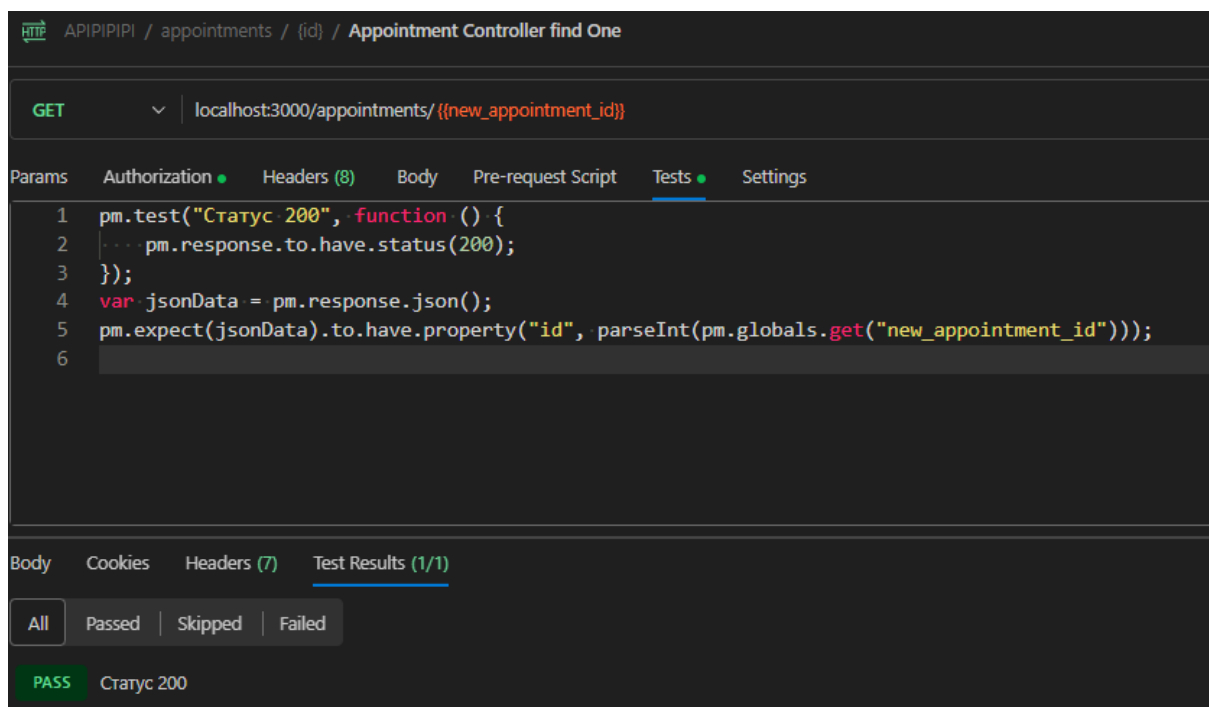 HTTP APIPIPIPI / appointments / {id} / Appointment Controller find One
GET localhost:3000/appointments/{{new_appointment_id}}
Params Authorization Headers (8) Body Pre-request Script Tests Settings
1 pm.test("Статус 200", function () {
2 pm.response.to.have.status(200);
3 });
4 var jsonData = pm.response.json();
5 pm.expect(jsonData).to.have.property("id", parseInt(pm.globals.get("new_appointment_id")));
6
Body Cookies Headers (7) Test Results (1/1)
All Passed Skipped Failed
PASS Статус 200